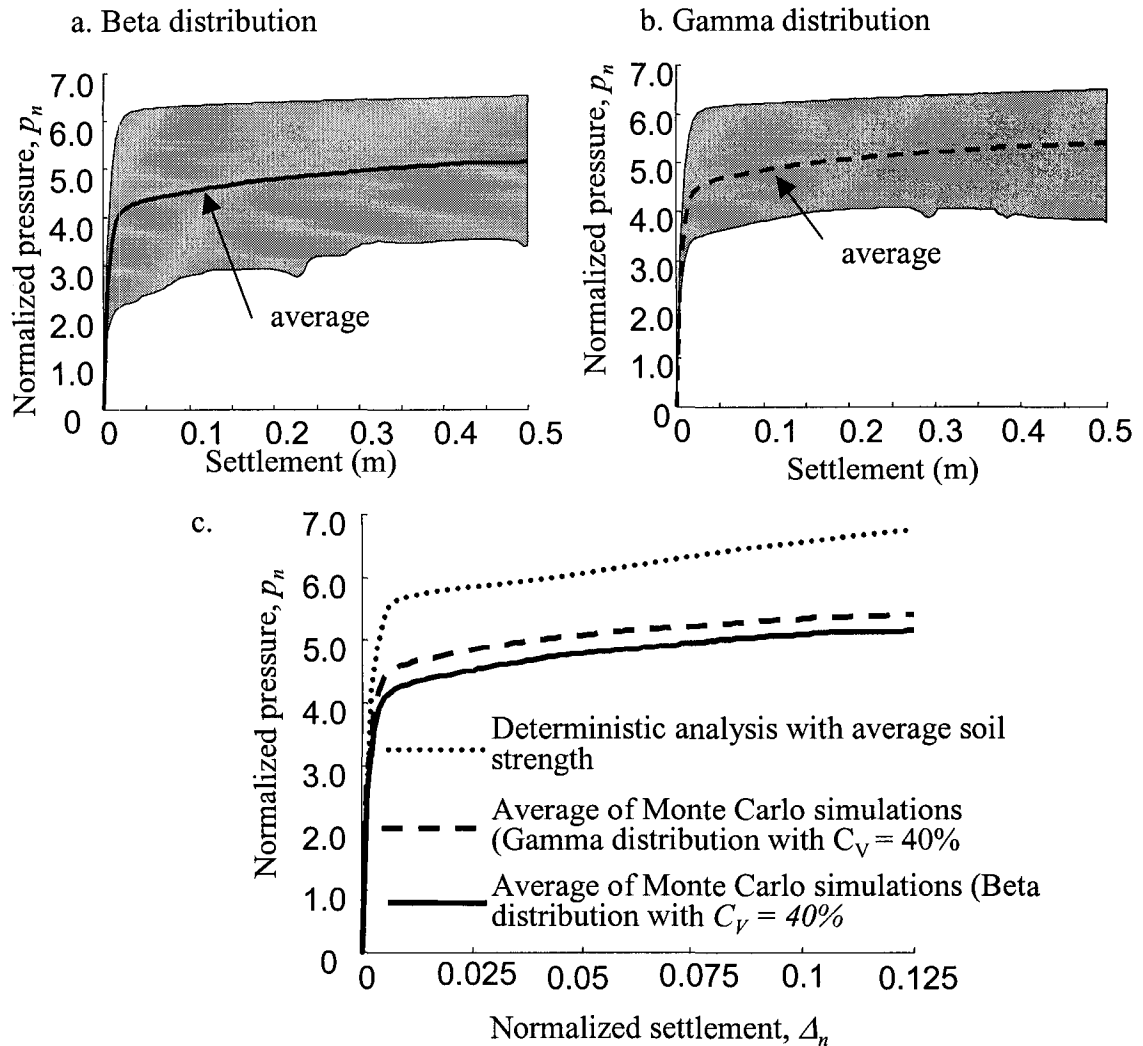 a. Beta distribution
b. Gamma distribution
Normalized pressure, pn
7.0
6.0
5.0
4.0
3.0
2.0
1.0
0
average
0 0.1 0.2 0.3 0.4 0.5
Settlement (m)
Normalized pressure, pn
7.0
6.0
5.0
4.0
3.0
2.0
1.0
0
average
0 0.1 0.2 0.3 0.4 0.5
Settlement (m)
c.
Normalized pressure, pn
7.0
6.0
5.0
4.0
3.0
2.0
1.0
0
Deterministic analysis with average soil
strength
Average of Monte Carlo simulations
(Gamma distribution with CV = 40%
Average of Monte Carlo simulations (Beta
distribution with CV = 40%
0 0.025 0.05 0.075 0.1 0.125
Normalized settlement, Δn